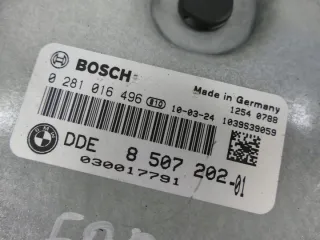 BOSCH
Made in Germany
0 281 016 496 10-03-24
1254 0788
1039S39059
BMW
DDE 8 507 202-01
030017791